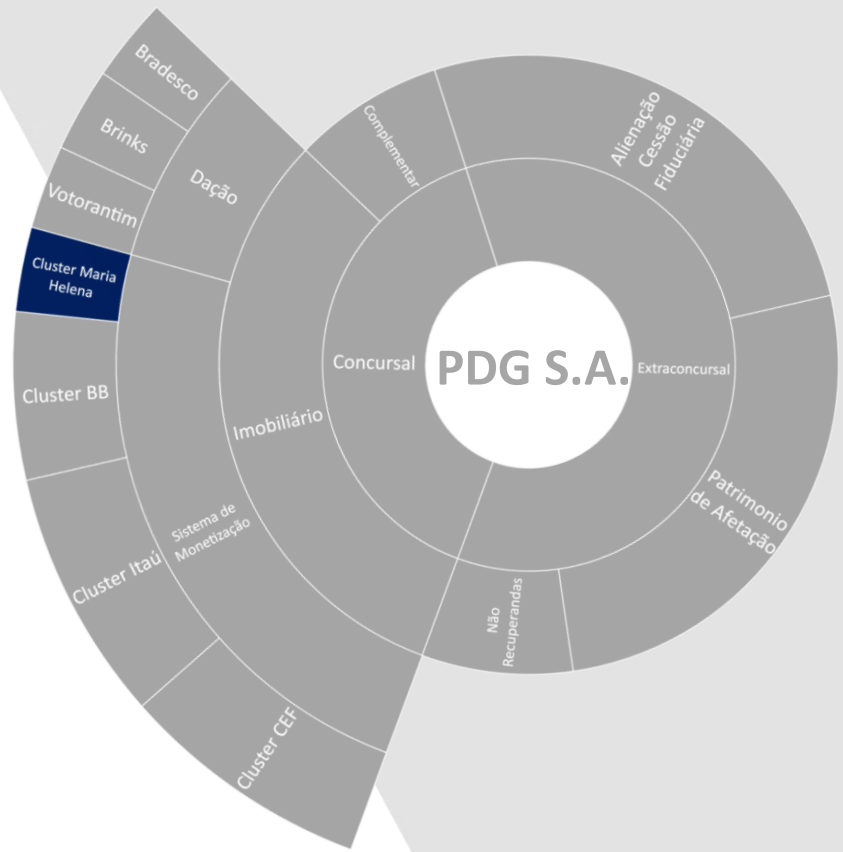 Bradesco
Brinks
Votorantim
Cluster Maria
Helena
Cluster BB
Cluster Itaú
Cluster CEF
Dação
Sistema de
Monetização
Complementar
Imobiliário
Concursal
PDG S.A.
Extraconcursal
Alienação
Cessão
Fiduciária
Patrimonio
de Afetação
Não
Recuperandas